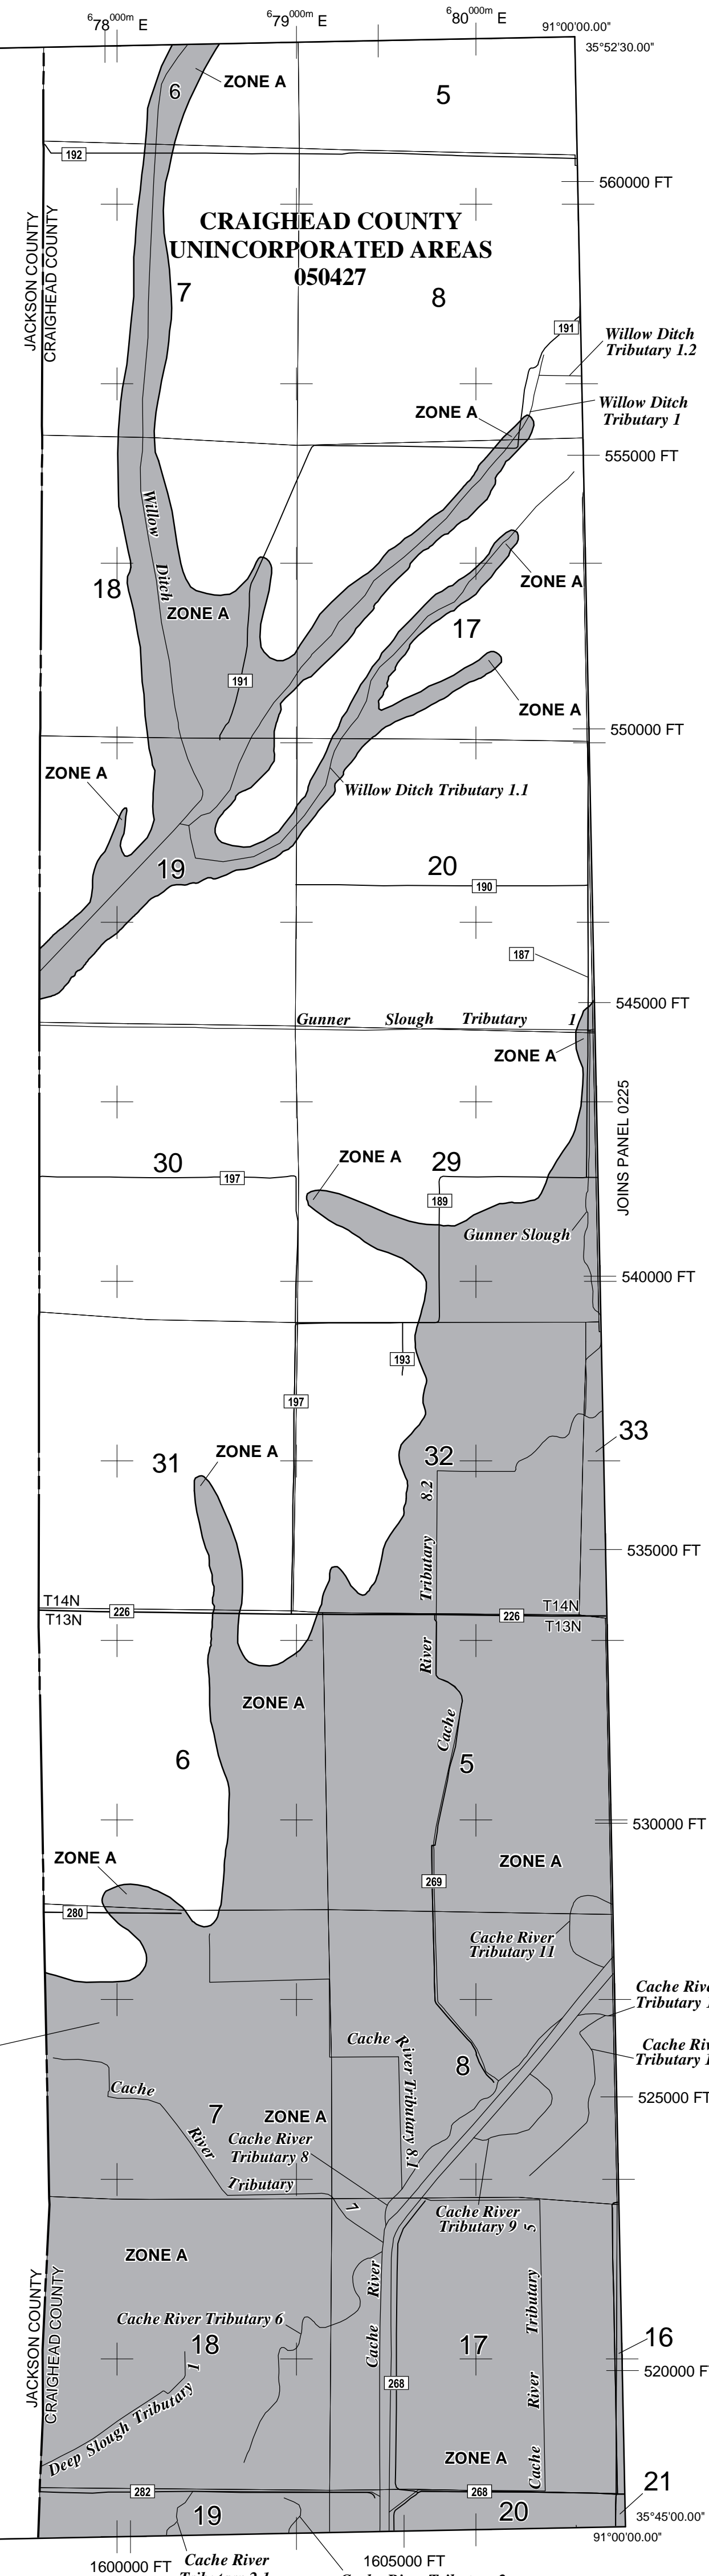 678000m E
679000m E
680000m E
91°00'00.00"
35°52'30.00"
6
ZONE A
5
192
560000 FT
JACKSON COUNTY
CRAIGHEAD COUNTY
CRAIGHEAD COUNTY
UNINCORPORATED AREAS
050427
7
8
191
Willow Ditch
Tributary 1.2
Willow Ditch
Tributary 1
ZONE A
555000 FT
Willow Ditch
18
ZONE A
ZONE A
17
191
ZONE A
550000 FT
ZONE A
Willow Ditch Tributary 1.1
19
20
190
187
545000 FT
Gunner Slough Tributary 1
ZONE A
JOINS PANEL 0225
30
ZONE A
29
197
189
Gunner Slough
540000 FT
193
197
33
31
ZONE A
32
Cache River Tributary 8.2
535000 FT
T14N
T13N
226
226
T14N
T13N
ZONE A
6
5
530000 FT
ZONE A
ZONE A
269
280
Cache River
Tributary 11
Tributary 1
Cache River Tributary 8.1
8
Tributary 1
525000 FT
Cache River Tributary 7
7
ZONE A
Cache River
Tributary 8
Cache River
Tributary 9
ZONE A
Cache River
Cache River Tributary 5
Cache River Tributary 6
18
17
16
520000 FT
JACKSON COUNTY
CRAIGHEAD COUNTY
268
Deep Slough Tributary 1
ZONE A
282
268
21
19
20
35°45'00.00"
91°00'00.00"
1600000 FT
Cache River
1605000 FT